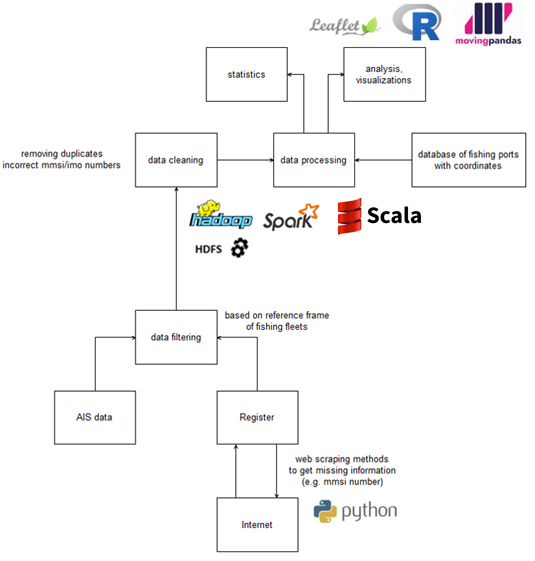 Leaflet
R
movingpandas
statistics
analysis,
visualizations
removing duplicates
incorrect mmsi/imo numbers
data cleaning
data processing
database of fishing ports
with coordinates
hadoop
Spark
Scala
HDFS
based on reference frame
of fishing fleets
data filtering
AIS data
Register
web scraping methods
to get missing information
(e.g. mmsi number)
Internet
python